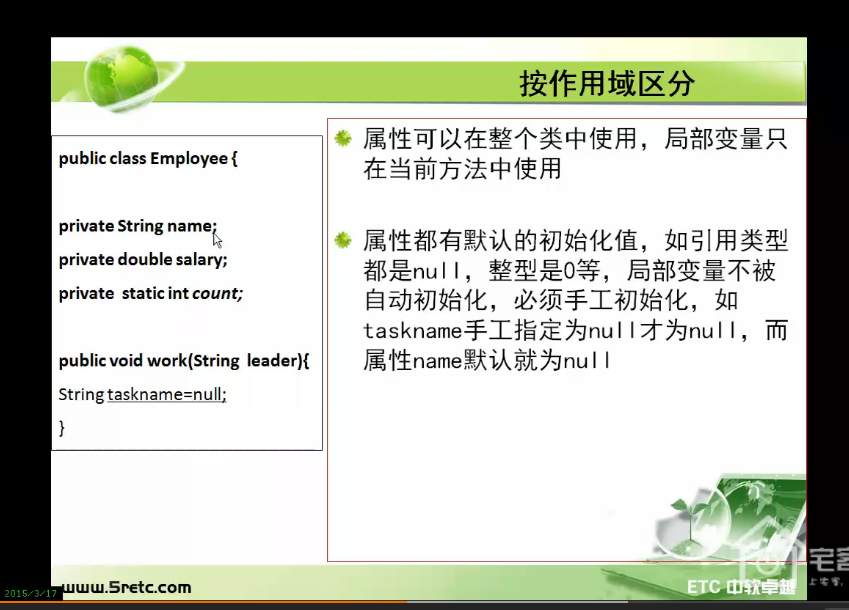 按作用域区分
public class Employee {
private String name;
private double salary;
private static int count;
public void work(String leader){
String taskname=null;
}
属性可以在整个类中使用，局部变量只
在当前方法中使用
属性都有默认的初始化值，如引用类型
都是null，整型是0等，局部变量不被
自动初始化，必须手工初始化，如
taskname手工指定为null才为null，而
属性name默认就为null
2015/3/17
www.5retc.com
ETC 中软卓越
宅客